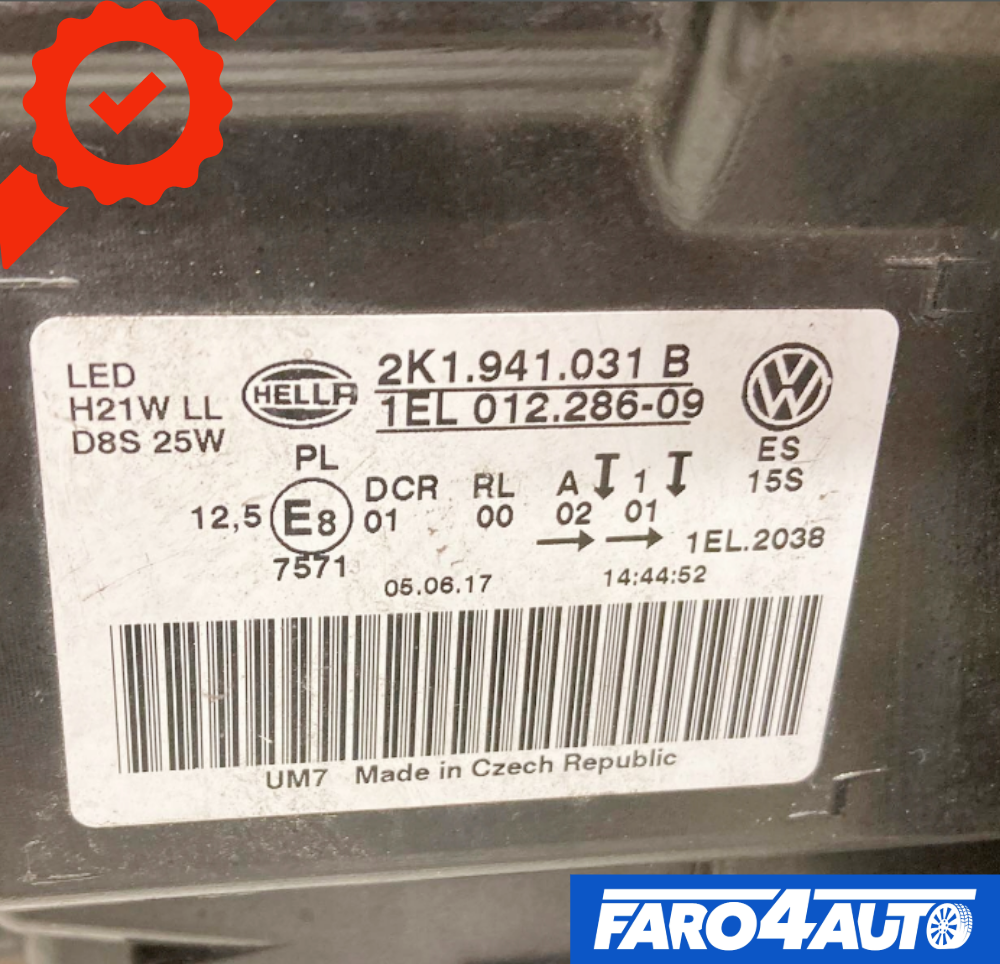 LED
H21W LL
D8S 25W
HELLA
2K1.941.031 B
1EL 012.286-09
ES
15S
PL
12,5 E8
7571
DCR RL A 1
01 00 02 01
1EL.2038
05.06.17 14:44:52
UM7 Made in Czech Republic
FARO4AUTO